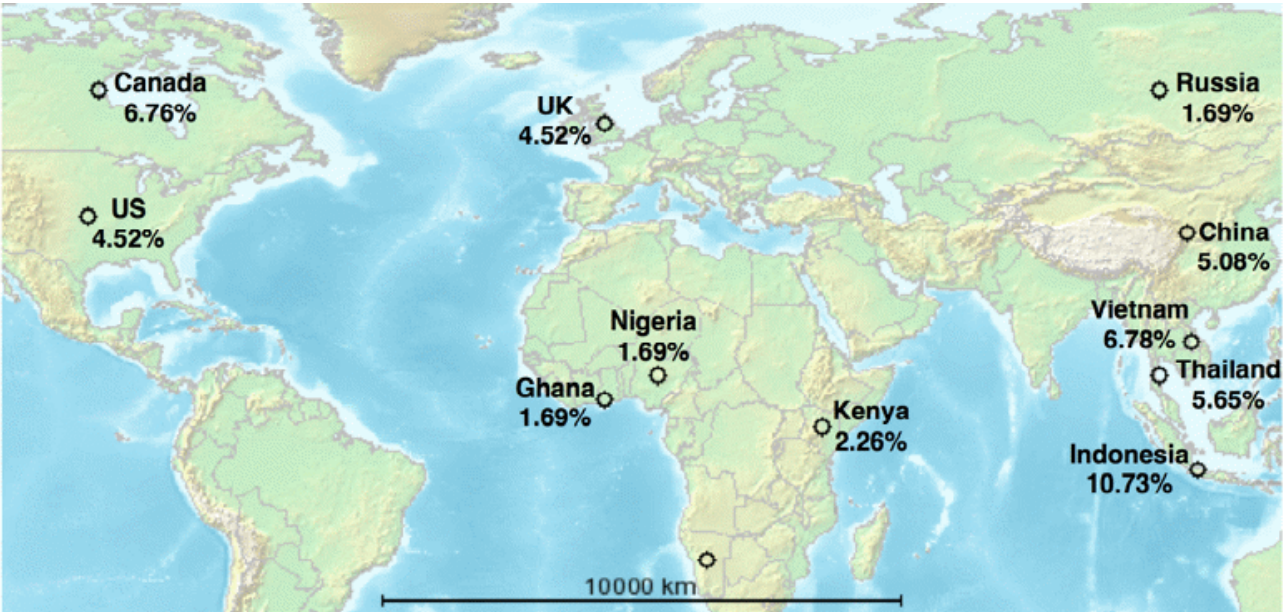 Canada
6.76%
UK
4.52%
Russia
1.69%
US
4.52%
China
5.08%
Nigeria
1.69%
Vietnam
6.78%
Ghana
1.69%
Thailand
5.65%
Kenya
2.26%
Indonesia
10.73%
10000 km